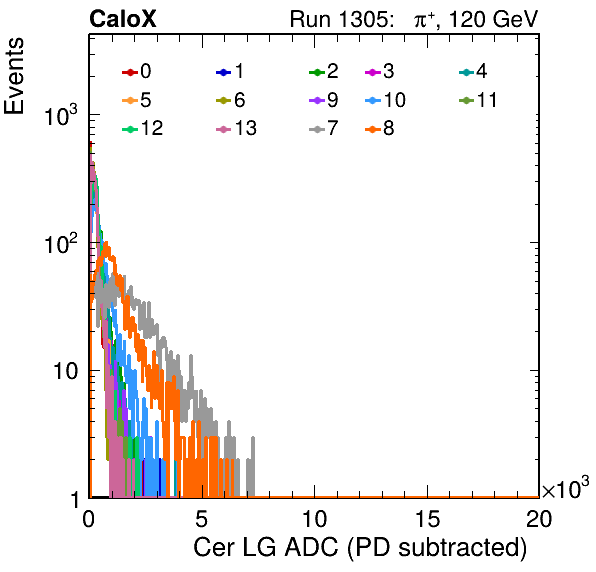 CaloX Run 1305: π⁺, 120 GeV
Events
0 1 2 3 4
5 6 9 10 11
12 13 7 8
10³
10²
10
1
0 5 10 15 20 ×10³
Cer LG ADC (PD subtracted)